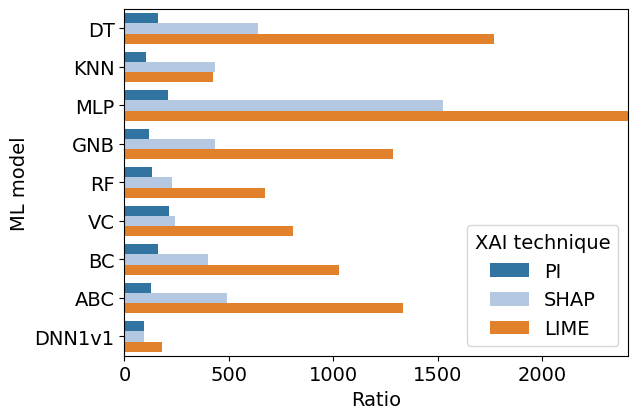 DT
KNN
MLP
GNB
RF
VC
BC
ABC
DNN1v1
ML model
XAI technique
PI
SHAP
LIME
0 500 1000 1500 2000
Ratio